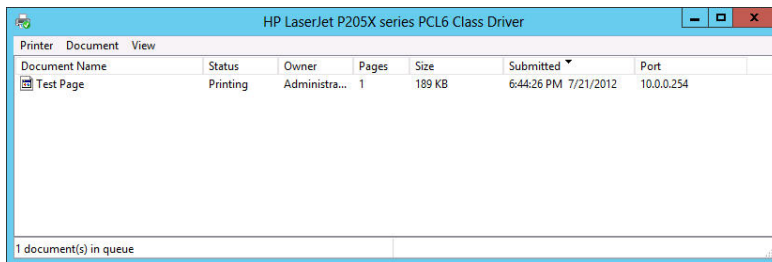 HP LaserJet P205X series PCL6 Class Driver
Printer Document View
Document Name Status Owner Pages Size Submitted Port
Test Page Printing Administra... 1 189 KB 6:44:26 PM 7/21/2012 10.0.0.254
1 document(s) in queue